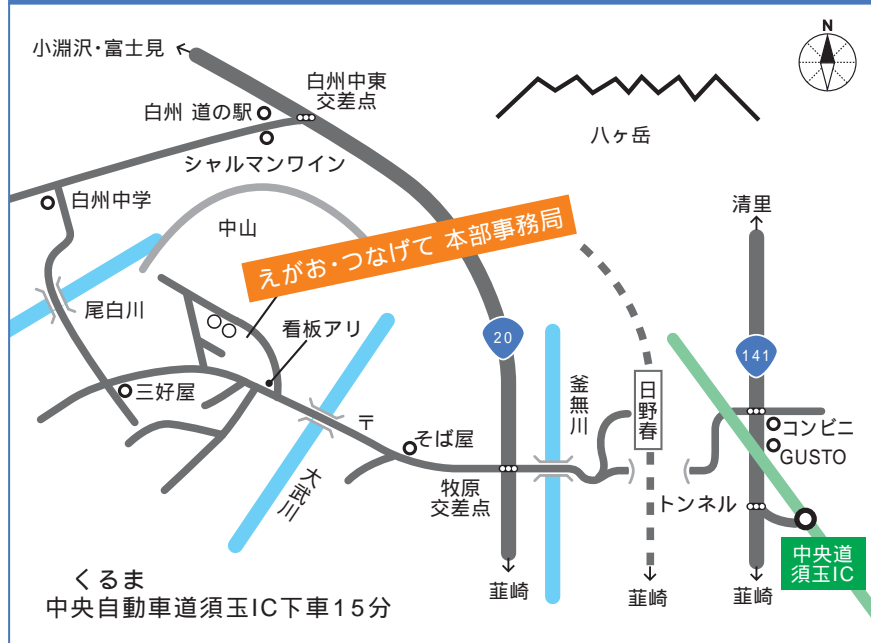 小淵沢・富士見
N
白州中東
交差点
白州 道の駅
シャルマンワイン
八ヶ岳
白州中学
中山
清里
えがお・つなげて 本部事務局
尾白川
看板アリ
20
141
三好屋
〒
釜無川
日野春
そば屋
コンビニ
GUSTO
大武川
牧原
交差点
トンネル
中央道
須玉IC
韮崎
韮崎
韮崎
くるま
中央自動車道須玉IC下車15分